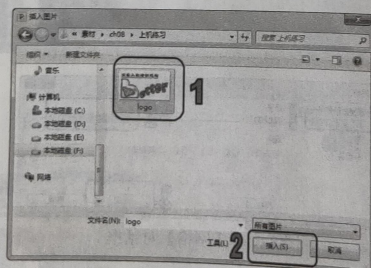 插入图片
素材 ▸ ch08 ▸ 上机练习
搜索 上机练习
组织 ▼ 新建文件夹
音乐
计算机
本地磁盘 (C:)
本地磁盘 (D:)
本地磁盘 (E:)
本地磁盘 (F:)
网络
logo
1
文件名(N): logo
所有图片
工具(L)
2
插入(S)
取消